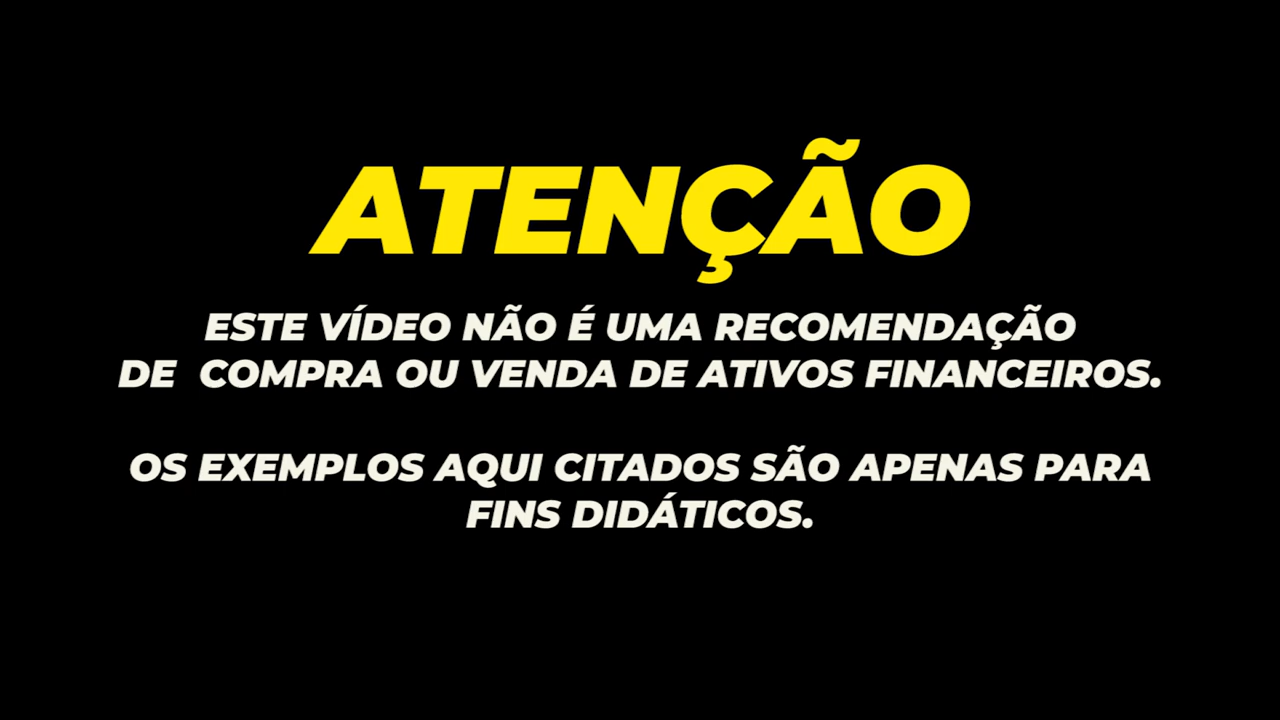 ATENÇÃO
ESTE VÍDEO NÃO É UMA RECOMENDAÇÃO
DE COMPRA OU VENDA DE ATIVOS FINANCEIROS.
OS EXEMPLOS AQUI CITADOS SÃO APENAS PARA
FINS DIDÁTICOS.